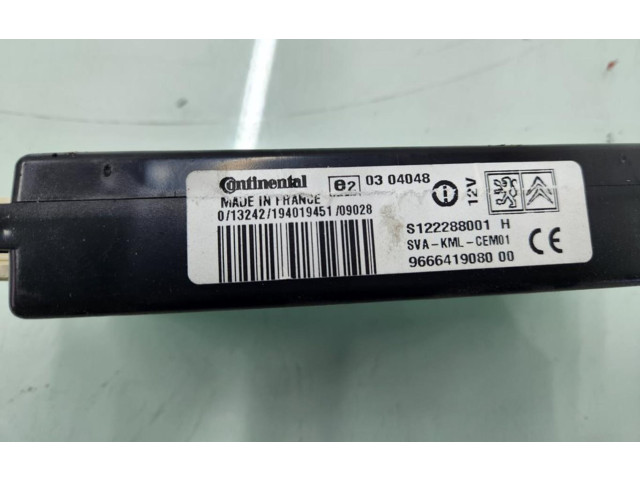 Continental e2 03 04048
MADE IN FRANCE
0/13242/194019451/09028
12V
S122288001 H
SVA-KML-CEM01
9666419080 00
CE